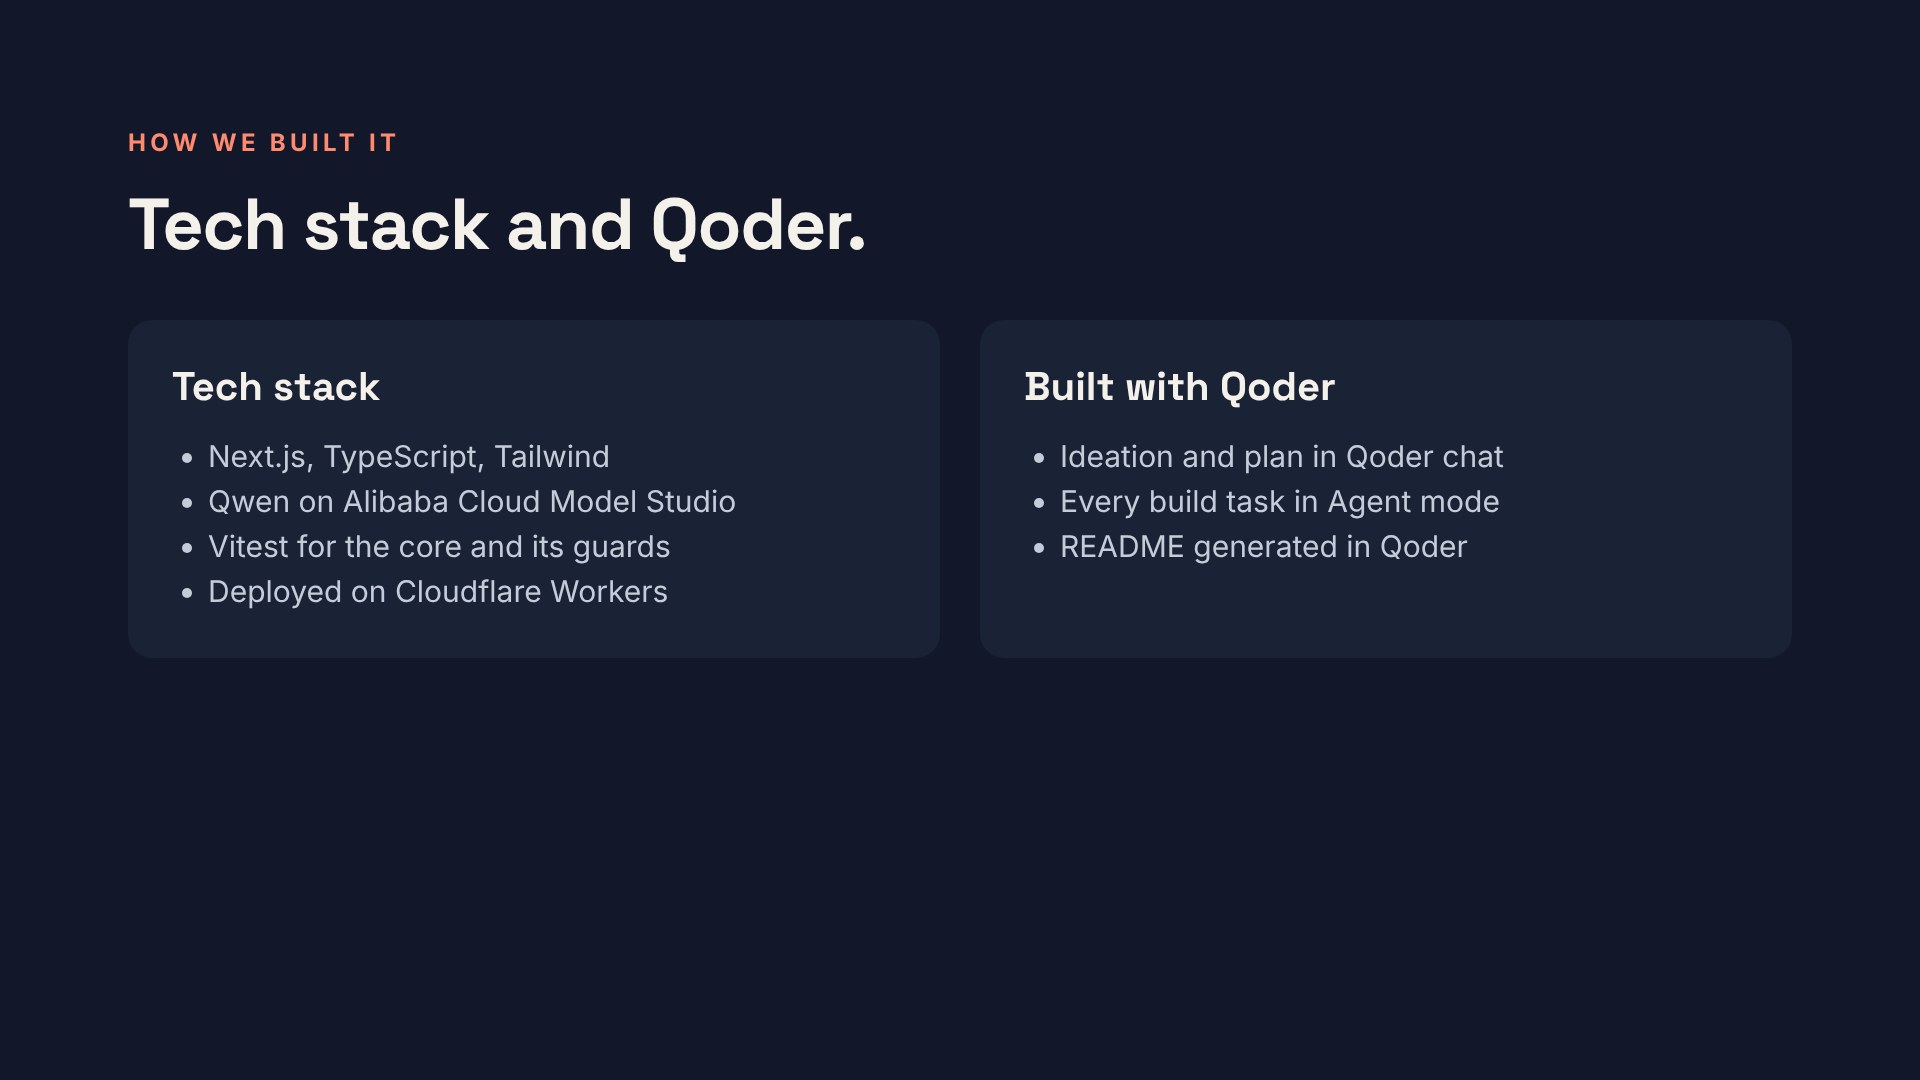 HOW WE BUILT IT
Tech stack and Qoder.
Tech stack
• Next.js, TypeScript, Tailwind
• Qwen on Alibaba Cloud Model Studio
• Vitest for the core and its guards
• Deployed on Cloudflare Workers
Built with Qoder
• Ideation and plan in Qoder chat
• Every build task in Agent mode
• README generated in Qoder